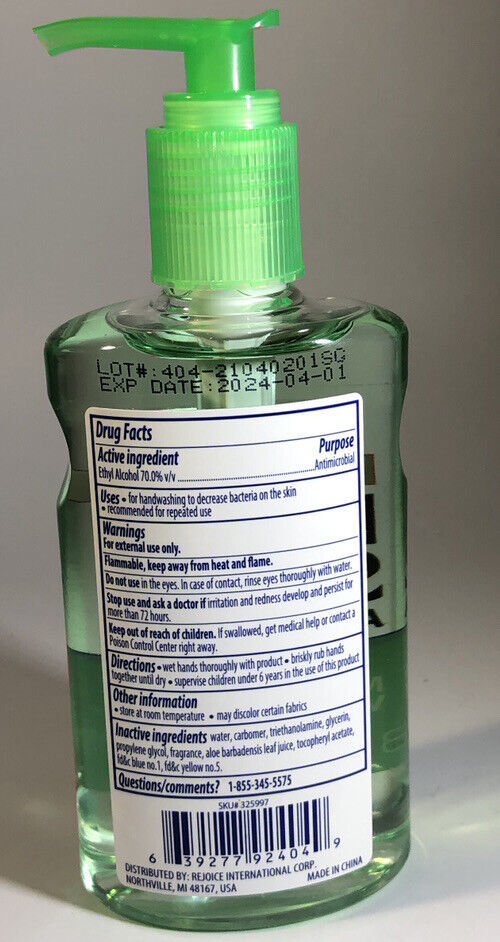 LOT#:404-21040201SG
EXP DATE:2024-04-01
Drug Facts
Active ingredient Purpose
Ethyl Alcohol 70.0% v/v.......Antimicrobial
Uses • for handwashing to decrease bacteria on the skin
• recommended for repeated use
Warnings
For external use only.
Flammable, keep away from heat and flame.
Do not use in the eyes. In case of contact, rinse eyes thoroughly with water.
Stop use and ask a doctor if irritation and redness develop and persist for
more than 72 hours.
Keep out of reach of children. If swallowed, get medical help or contact a
Poison Control Center right away.
Directions • wet hands thoroughly with product • briskly rub hands
together until dry • supervise children under 6 years in the use of this product
Other information
• store at room temperature • may discolor certain fabrics
Inactive ingredients water, carbomer, triethanolamine, glycerin,
propylene glycol, fragrance, aloe barbadensis leaf juice, tocopheryl acetate,
fd&c blue no.1, fd&c yellow no.5.
Questions/comments? 1-855-345-5575
SKU# 325997
6 39277 92404 9
DISTRIBUTED BY: REJOICE INTERNATIONAL CORP.
NORTHVILLE, MI 48167, USA MADE IN CHINA